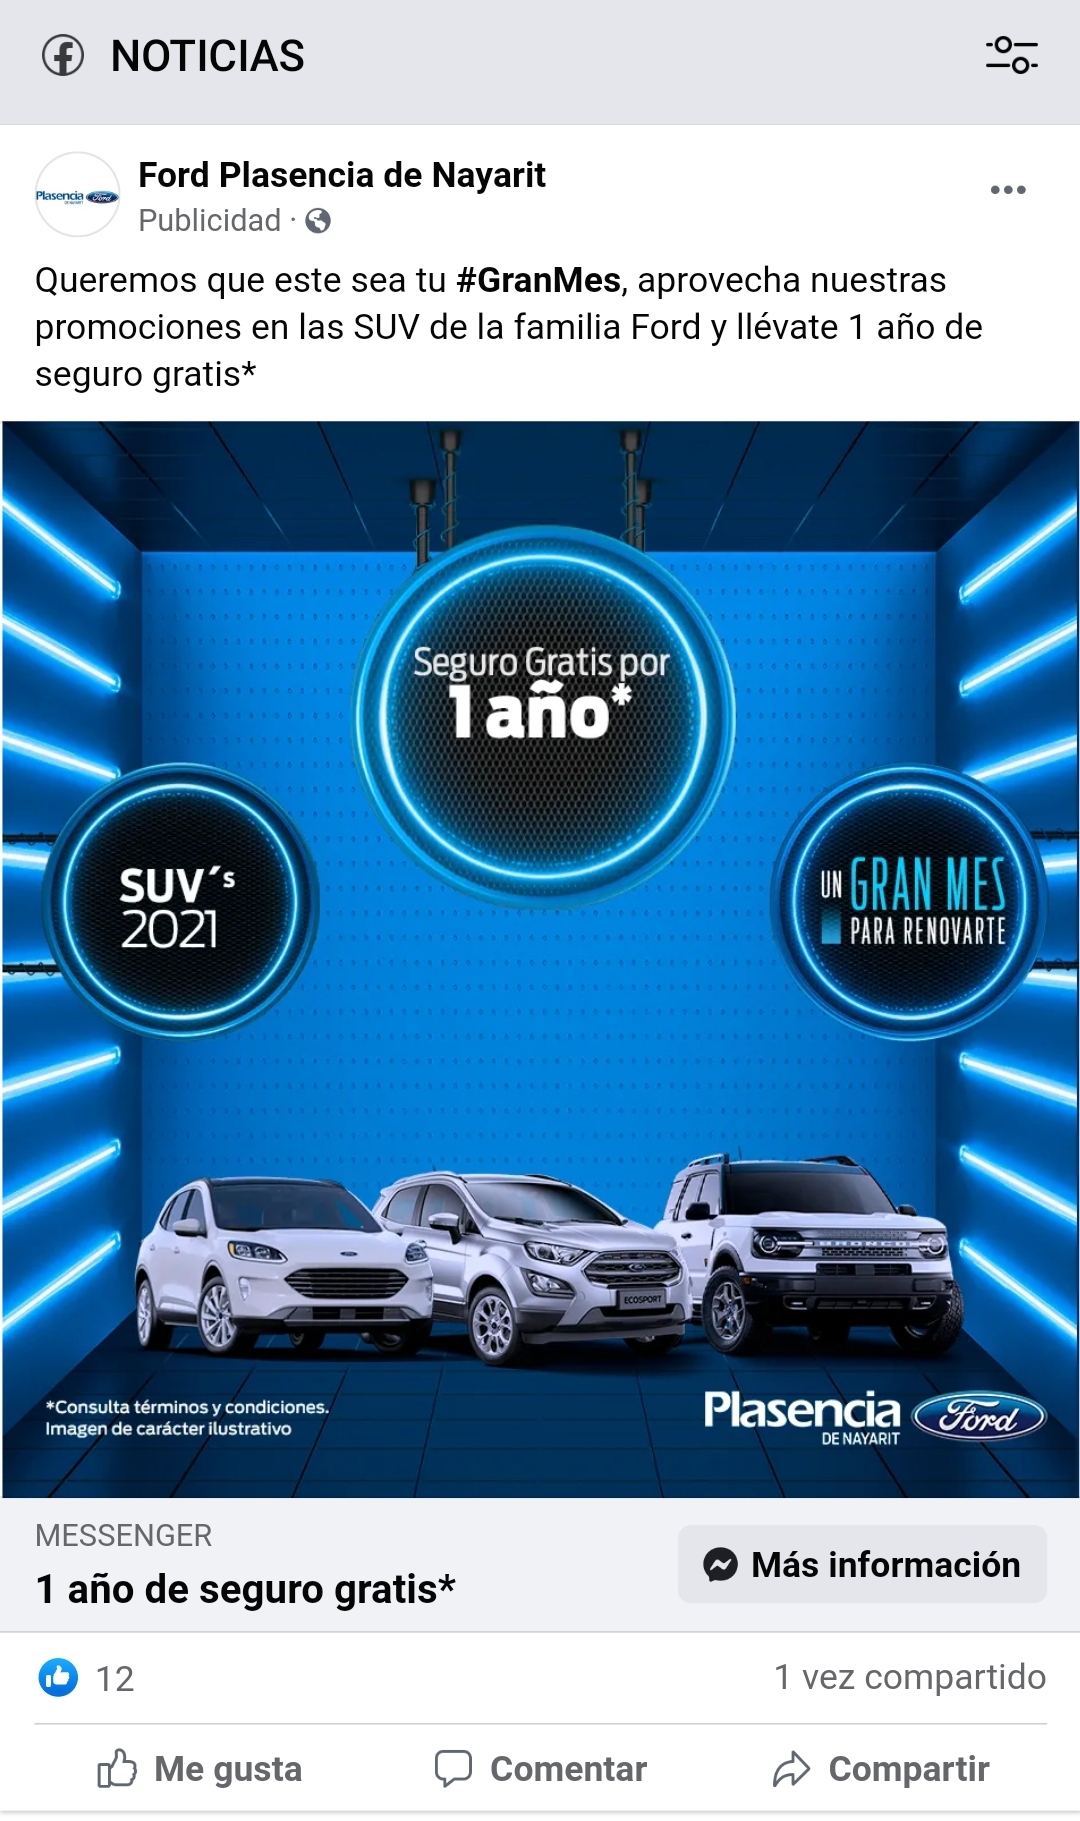 NOTICIAS
Ford Plasencia de Nayarit
Publicidad ·
Queremos que este sea tu #GranMes, aprovecha nuestras
promociones en las SUV de la familia Ford y llévate 1 año de
seguro gratis*
Seguro Gratis por
1 año*
SUV´s
2021
UN GRAN MES
PARA RENOVARTE
BRONCO
ECOSPORT
*Consulta términos y condiciones.
Imagen de carácter ilustrativo
Plasencia Ford
DE NAYARIT
MESSENGER
1 año de seguro gratis*
Más información
12
1 vez compartido
Me gusta
Comentar
Compartir